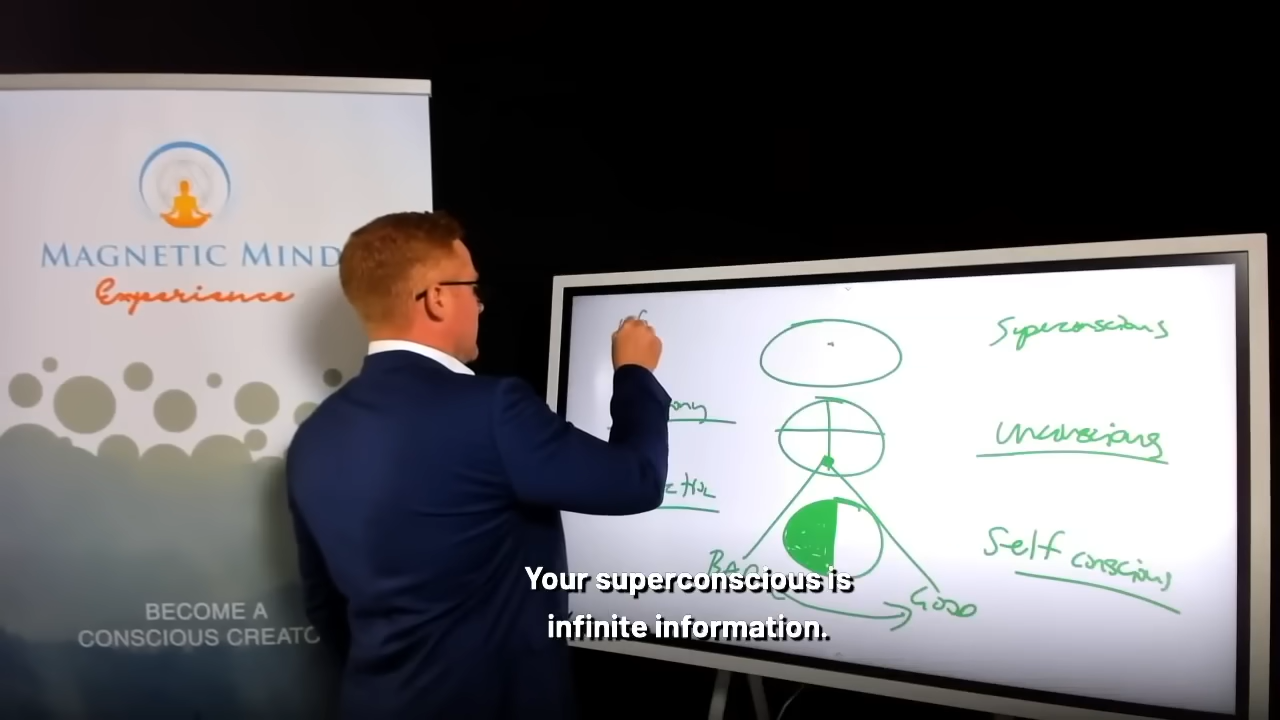 MAGNETIC MIND
Experience
BECOME A
CONSCIOUS CREATO
Superconscious
Unconscious
Self conscious
GOOD
Your superconscious is
infinite information.